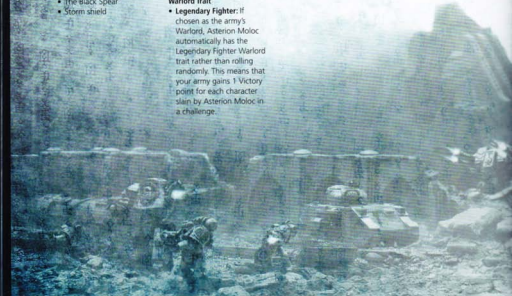 • The Black Spear
• Storm shield
Warlord Trait
• Legendary Fighter: If
chosen as the army's
Warlord, Asterion Moloc
automatically has the
Legendary Fighter Warlord
trait rather than rolling
randomly. This means that
your army gains 1 Victory
point for each character
slain by Asterion Moloc in
a challenge.